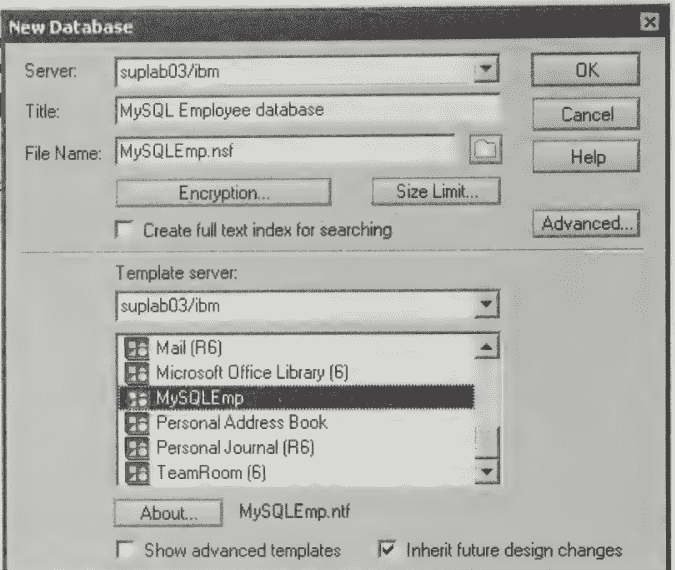 New Database
Server: suplab03/ibm OK
Title: MySQL Employee database Cancel
File Name: MySQLEmp.nsf Help
Encryption... Size Limit...
Create full text index for searching Advanced...
Template server:
suplab03/ibm
Mail (R6)
Microsoft Office Library (6)
MySQLEmp
Personal Address Book
Personal Journal (R6)
TeamRoom (6)
About... MySQLEmp.ntf
Show advanced templates Inherit future design changes